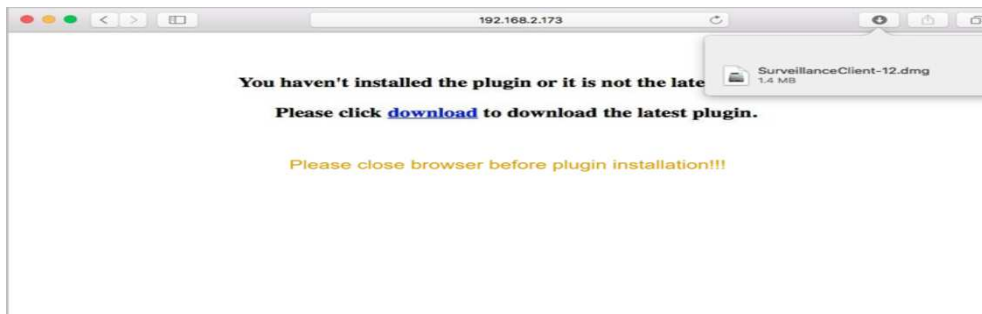 192.168.2.173
SurveillanceClient-12.dmg
1.4 MB
You haven't installed the plugin or it is not the late
Please click download to download the latest plugin.
Please close browser before plugin installation!!!